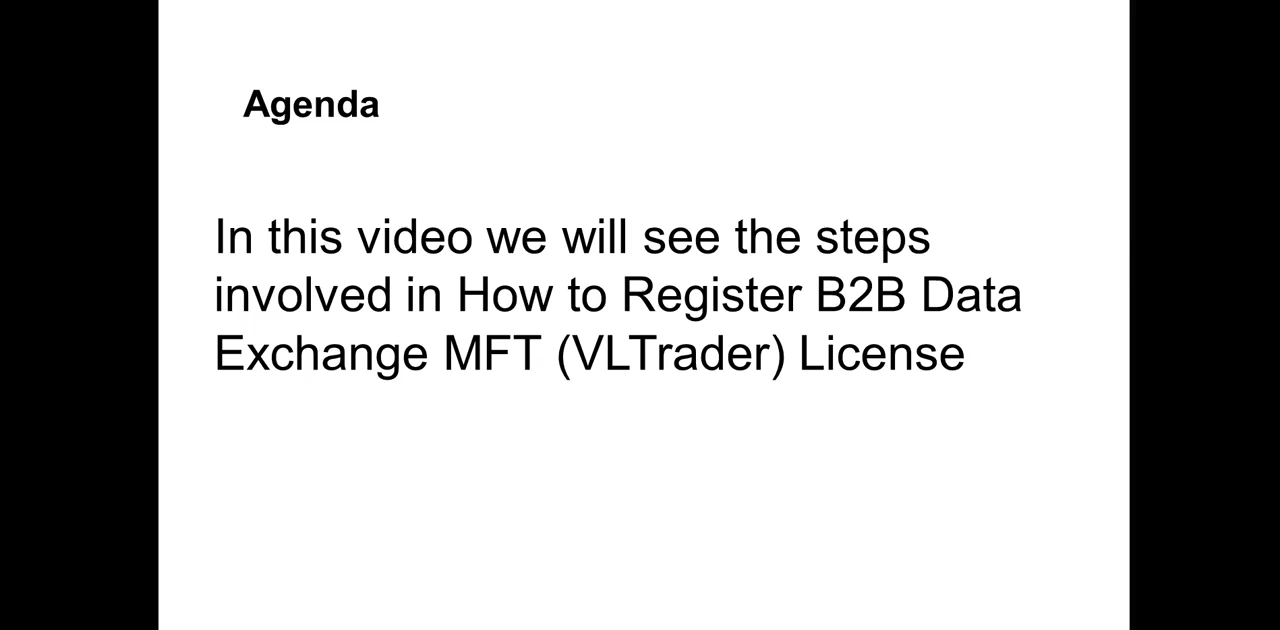 Agenda
In this video we will see the steps
involved in How to Register B2B Data
Exchange MFT (VLTrader) License